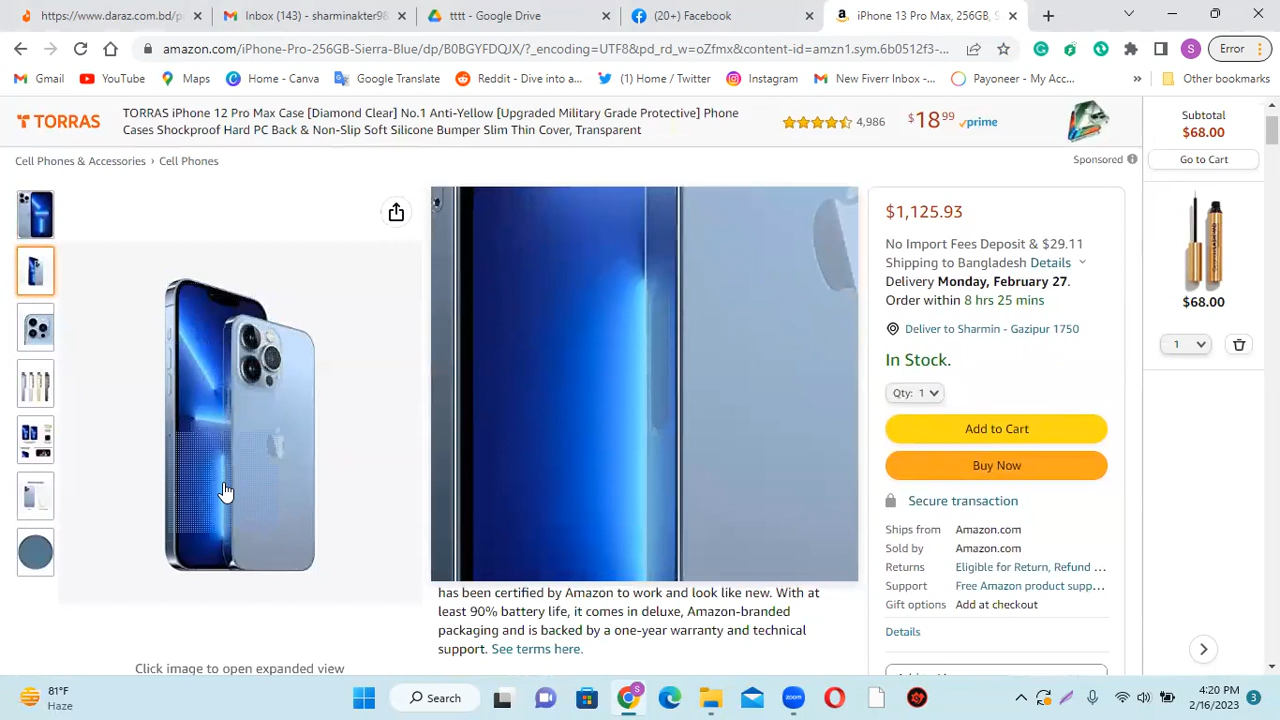 https://www.daraz.com.bd/p
Inbox (143) - sharminakter98
tttt - Google Drive
(20+) Facebook
iPhone 13 Pro Max, 256GB, S
amazon.com/iPhone-Pro-256GB-Sierra-Blue/dp/B0BGYFDQJX/?_encoding=UTF8&pd_rd_w=oZfmx&content-id=amzn1.sym.6b0512f3-...
S
Error
Gmail
YouTube
Maps
Home - Canva
Google Translate
Reddit - Dive into a...
(1) Home / Twitter
Instagram
New Fiverr Inbox -...
Payoneer - My Acc...
»
Other bookmarks
TORRAS
TORRAS iPhone 12 Pro Max Case [Diamond Clear] No.1 Anti-Yellow [Upgraded Military Grade Protective] Phone
Cases Shockproof Hard PC Back & Non-Slip Soft Silicone Bumper Slim Thin Cover, Transparent
4,986
$18.99 prime
Sponsored
Cell Phones & Accessories › Cell Phones
Click image to open expanded view
has been certified by Amazon to work and look like new. With at
least 90% battery life, it comes in deluxe, Amazon-branded
packaging and is backed by a one-year warranty and technical
support. See terms here.
$1,125.93
No Import Fees Deposit & $29.11
Shipping to Bangladesh Details
Delivery Monday, February 27.
Order within 8 hrs 25 mins
Deliver to Sharmin - Gazipur 1750
In Stock.
Qty: 1
Add to Cart
Buy Now
Secure transaction
Ships from Amazon.com
Sold by Amazon.com
Returns Eligible for Return, Refund ...
Support Free Amazon product supp...
Gift options Add at checkout
Details
Subtotal
$68.00
Go to Cart
$68.00
1
81°F
Haze
Search
zoom
S
4:20 PM
2/16/2023
3